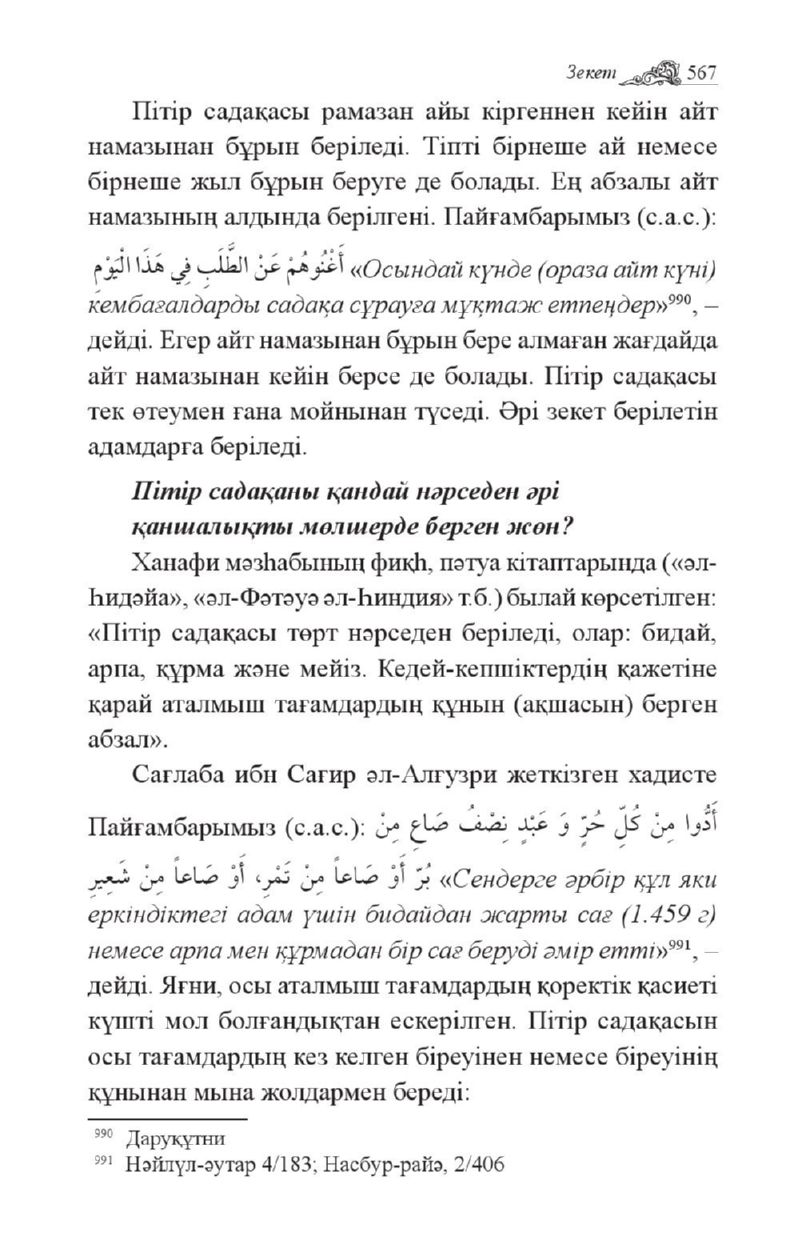 Зекет 567
Пітір садақасы рамазан айы кіргеннен кейін айт
намазынан бұрын беріледі. Тіпті бірнеше ай немесе
бірнеше жыл бұрын беруге де болады. Ең абзалы айт
намазының алдында берілгені. Пайғамбарымыз (с.а.с.):
أَغْنُوهُمْ عَنْ الطَّلَبِ فِي هَذَا الْيَوْمِ «Осындай күнде (ораза айт күні)
кембағалдарды садақа сұрауға мұқтаж етпеңдер»⁹⁹⁰, –
дейді. Егер айт намазынан бұрын бере алмаған жағдайда
айт намазынан кейін берсе де болады. Пітір садақасы
тек өтеумен ғана мойнынан түседі. Әрі зекет берілетін
адамдарға беріледі.
Пітір садақаны қандай нәрседен әрі
қаншалықты мөлшерде берген жөн?
Ханафи мәзһабының фиқһ, пәтуа кітаптарында («әл-
Һидәйа», «әл-Фәтәуә әл-Һиндия» т.б.) былай көрсетілген:
«Пітір садақасы төрт нәрседен беріледі, олар: бидай,
арпа, құрма және мейіз. Кедей-кепшіктердің қажетіне
қарай аталмыш тағамдардың құнын (ақшасын) берген
абзал».
Сағлаба ибн Сағир әл-Алғузри жеткізген хадисте
Пайғамбарымыз (с.а.с.): أَدُّوا مِنْ كُلِّ حُرٍّ وَ عَبْدٍ نِصْفُ صَاعٍ مِنْ
بُرّ أَوْ صَاعاً مِنْ تَمْرٍ، أَوْ صَاعاً مِنْ شَعِيرٍ «Сендерге әрбір құл яки
еркіндіктегі адам үшін бидайдан жарты сағ (1.459 г)
немесе арпа мен құрмадан бір сағ беруді әмір етті»⁹⁹¹, –
дейді. Яғни, осы аталмыш тағамдардың қоректік қасиеті
күшті мол болғандықтан ескерілген. Пітір садақасын
осы тағамдардың кез келген біреуінен немесе біреуінің
құнынан мына жолдармен береді:
⁹⁹⁰ Даруқұтни
⁹⁹¹ Нәйлүл-әутар 4/183; Насбур-райә, 2/406